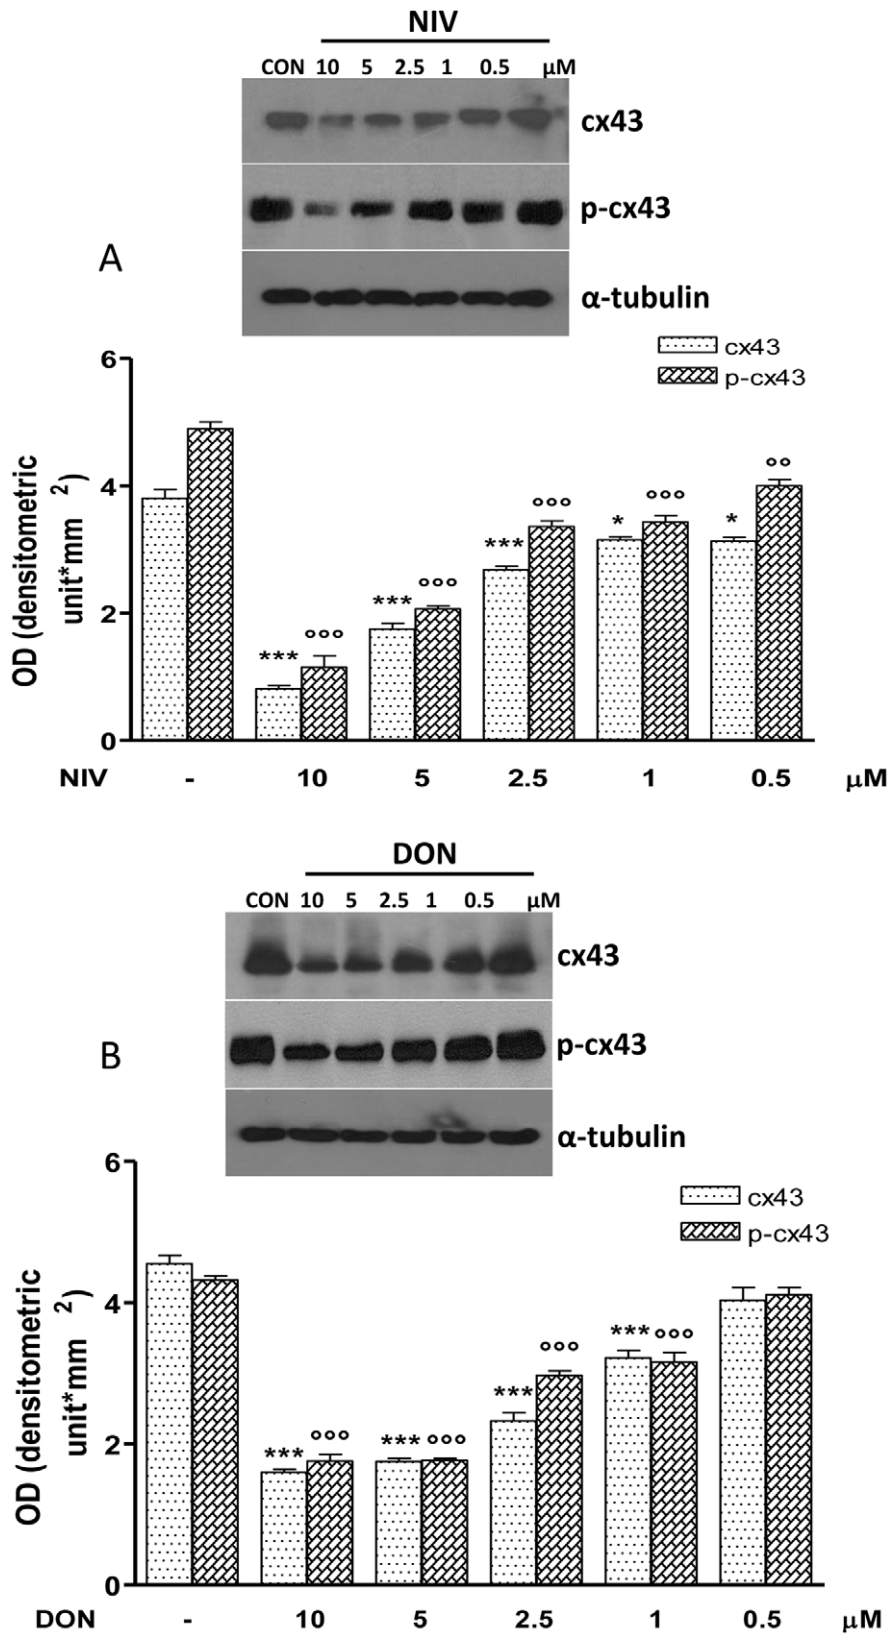 NIV
CON 10 5 2.5 1 0.5 μM
cx43
p-cx43
A
α-tubulin
cx43
p-cx43
6
4
2
0
OD (densitometric
unit*mm 2)
*** °°° *** °°° *** °°° * °°° * °°
NIV - 10 5 2.5 1 0.5 μM
DON
CON 10 5 2.5 1 0.5 μM
cx43
B
p-cx43
α-tubulin
cx43
p-cx43
6
4
2
0
OD (densitometric
unit*mm 2)
*** °°° *** °°° *** °°° *** °°°
DON - 10 5 2.5 1 0.5 μM